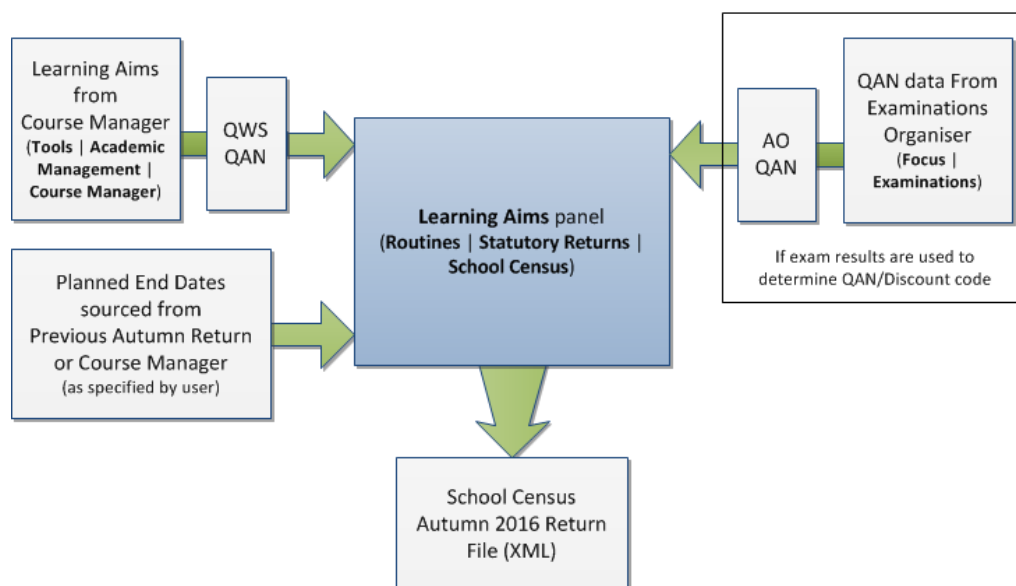 Learning Aims
from
Course Manager
(Tools | Academic
Management |
Course Manager)
QWS
QAN
Planned End Dates
sourced from
Previous Autumn Return
or Course Manager
(as specified by user)
Learning Aims panel
(Routines | Statutory Returns |
School Census)
AO
QAN
QAN data From
Examinations
Organiser
(Focus |
Examinations)
If exam results are used to
determine QAN/Discount code
School Census
Autumn 2016 Return
File (XML)